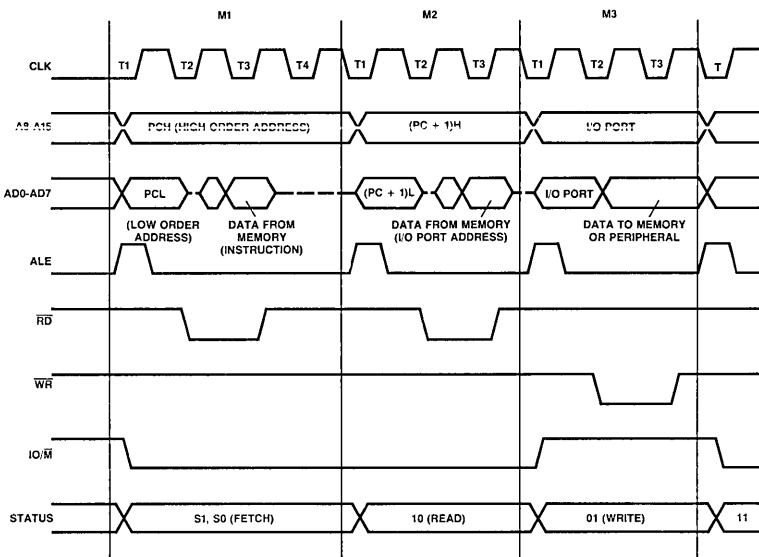 M1 M2 M3
CLK T1 T2 T3 T4 T1 T2 T3 T1 T2 T3 T
A8-A15 PCH (HIGH ORDER ADDRESS) (PC + 1)H I/O PORT
AD0-AD7 PCL (PC + 1)L I/O PORT
(LOW ORDER ADDRESS)
DATA FROM MEMORY (INSTRUCTION)
DATA FROM MEMORY (I/O PORT ADDRESS)
DATA TO MEMORY OR PERIPHERAL
ALE
R̅D̅
W̅R̅
IO/M̅
STATUS S1, S0 (FETCH) 10 (READ) 01 (WRITE) 11